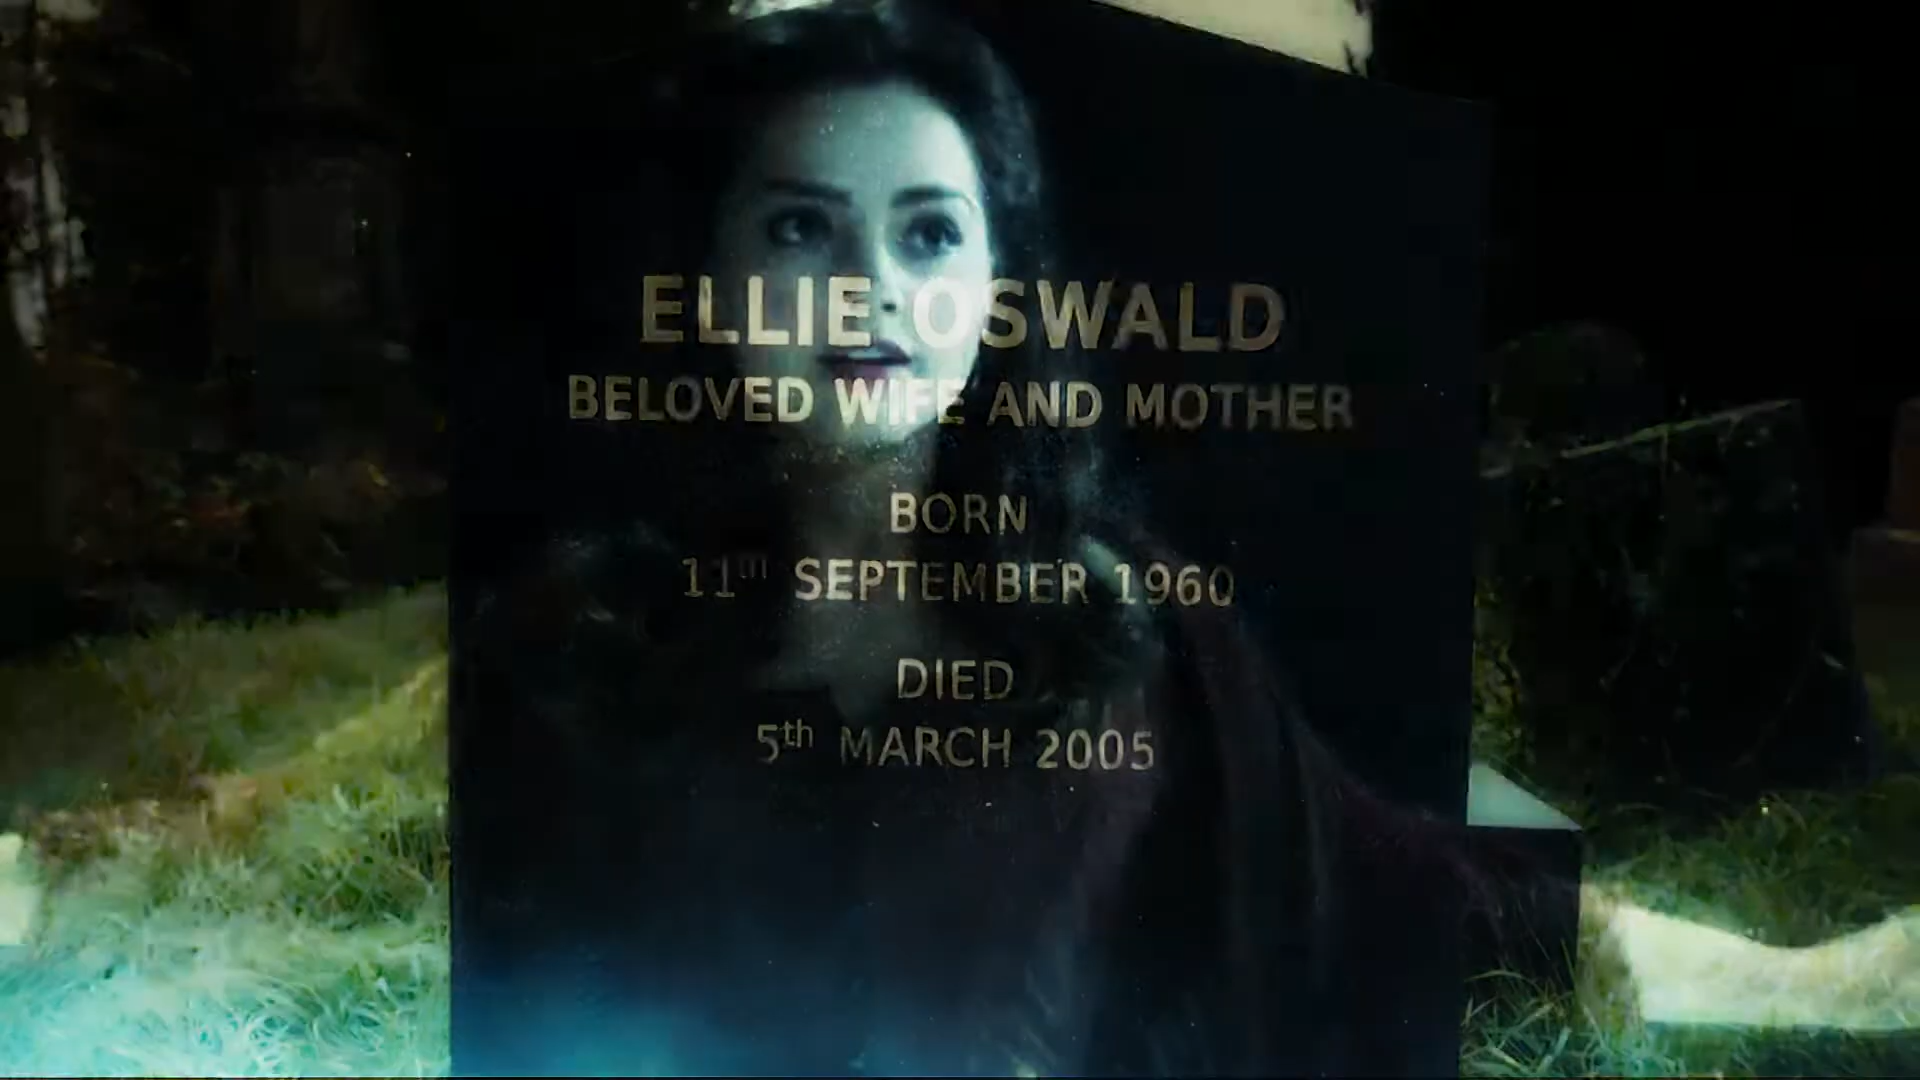 ELLIE OSWALD
BELOVED WIFE AND MOTHER
BORN
11TH SEPTEMBER 1960
DIED
5th MARCH 2005